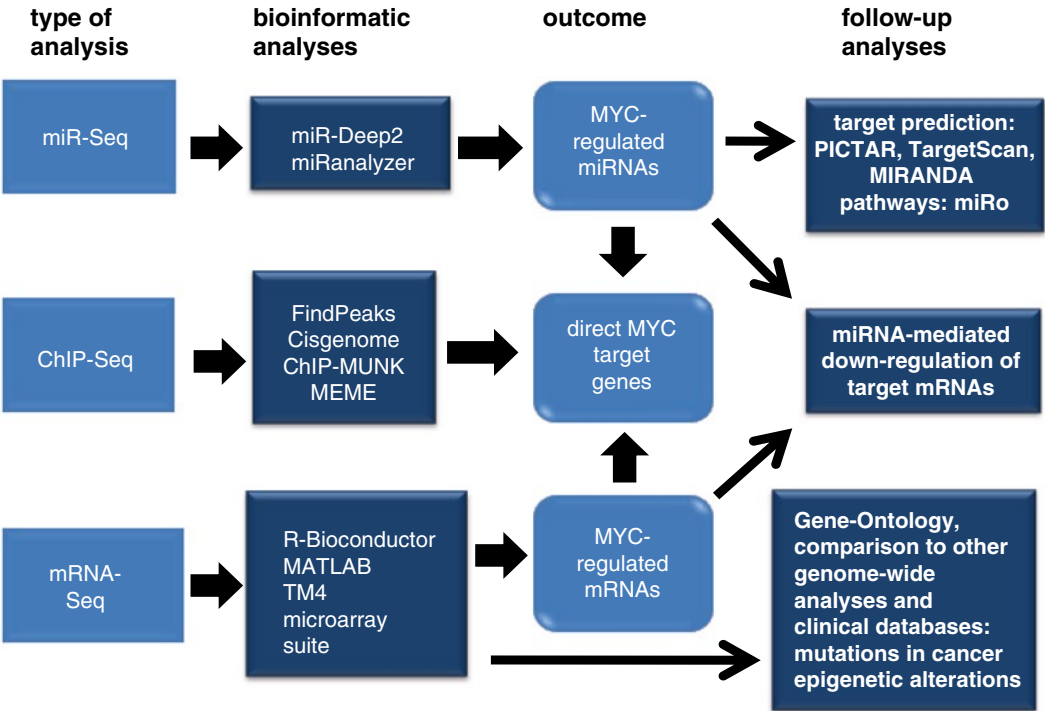 type of
analysis
bioinformatic
analyses
outcome
follow-up
analyses
miR-Seq
miR-Deep2
miRanalyzer
MYC-
regulated
miRNAs
target prediction:
PICTAR, TargetScan,
MIRANDA
pathways: miRo
ChIP-Seq
FindPeaks
Cisgenome
ChIP-MUNK
MEME
direct MYC
target
genes
miRNA-mediated
down-regulation of
target mRNAs
mRNA-
Seq
R-Bioconductor
MATLAB
TM4
microarray
suite
MYC-
regulated
mRNAs
Gene-Ontology,
comparison to other
genome-wide
analyses and
clinical databases:
mutations in cancer
epigenetic alterations